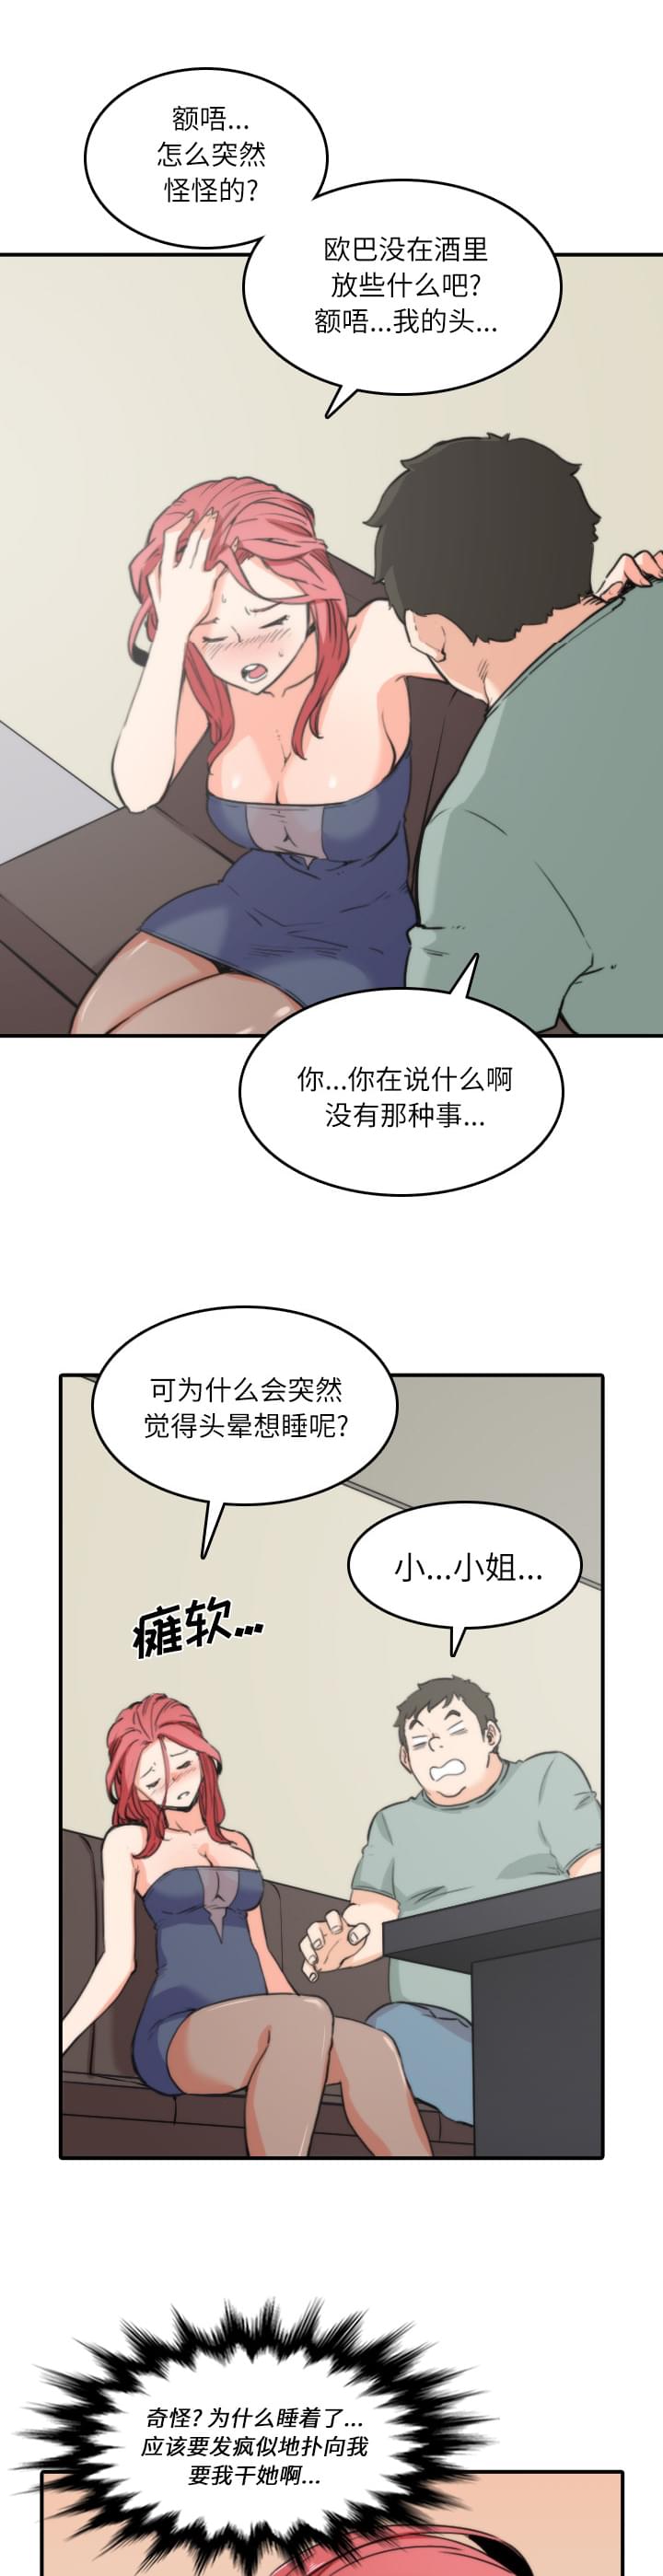 额唔...
怎么突然
怪怪的?
欧巴没在酒里
放些什么吧?
额唔...我的头...
你...你在说什么啊
没有那种事...
可为什么会突然
觉得头晕想睡呢?
小...小姐...
瘫软...
奇怪? 为什么睡着了...
应该要发疯似地扑向我
要我干她啊...